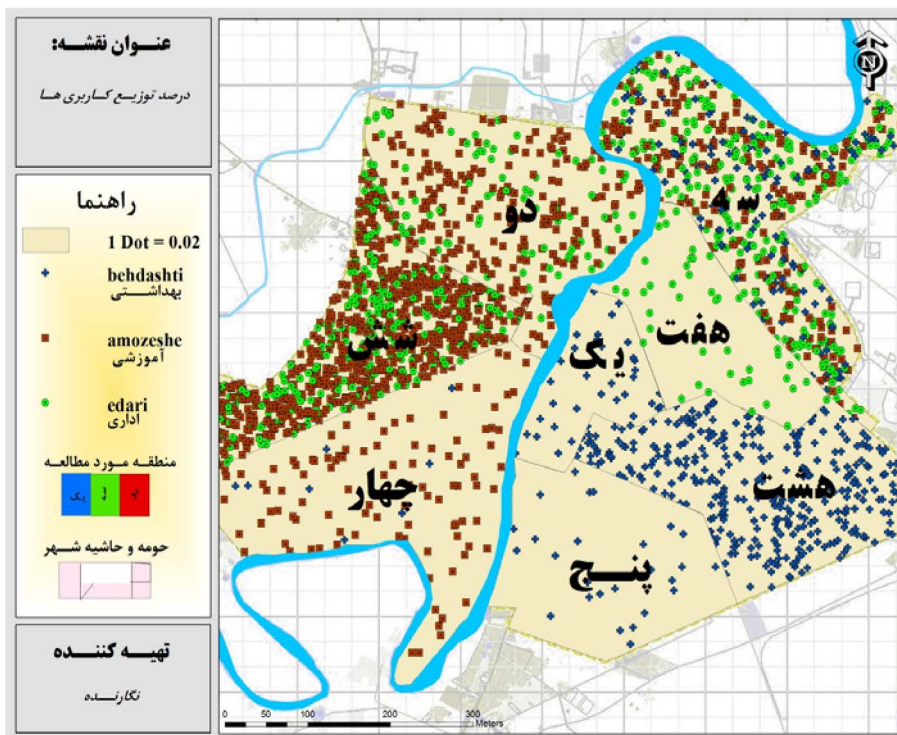 عنوان نقشه:
درصد توزیع کاربری ها
راهنما
1 Dot = 0.02
behdashti
بهداشتی
amozeshe
آموزشی
edari
اداری
منطقه مورد مطالعه
یک
حومه و حاشیه شهر
تهیه کننده
نگارنده
N
سه
دو
هفت
شش
یک
هشت
چهار
پنج
0 50 100 200 300
Meters